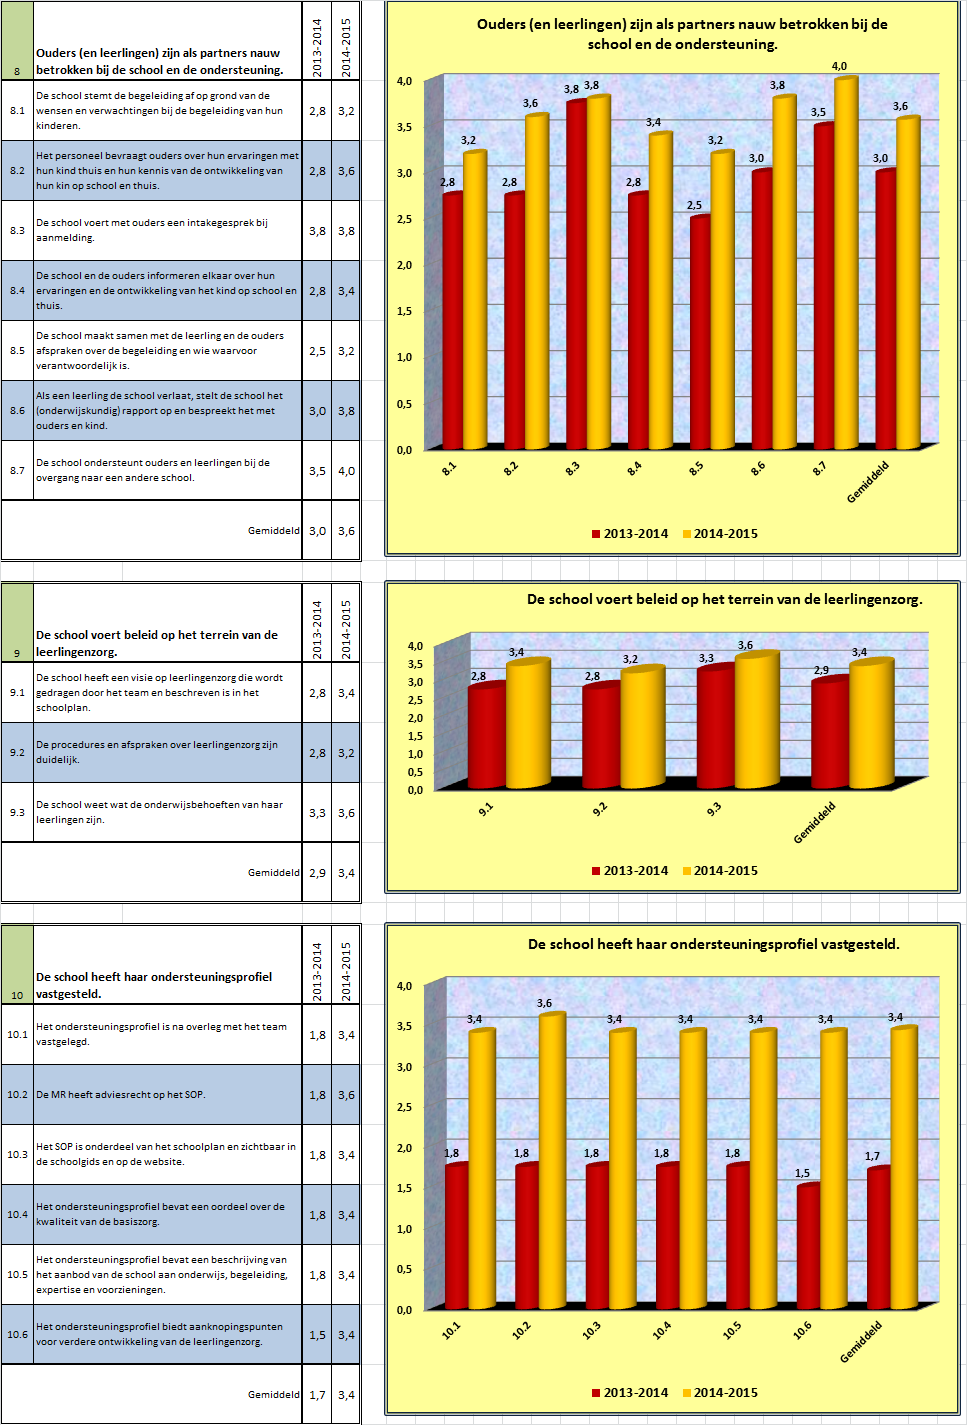 8
Ouders (en leerlingen) zijn als partners nauw
betrokken bij de school en de ondersteuning.
2013-2014
2014-2015
8.1
De school stemt de begeleiding af op grond van de
wensen en verwachtingen bij de begeleiding van hun
kinderen.
2,8
3,2
8.2
Het personeel bevraagt ouders over hun ervaringen met
hun kind thuis en hun kennis van de ontwikkeling van
hun kin op school en thuis.
2,8
3,6
8.3
De school voert met ouders een intakegesprek bij
aanmelding.
3,8
3,8
8.4
De school en de ouders informeren elkaar over hun
ervaringen en de ontwikkeling van het kind op school en
thuis.
2,8
3,4
8.5
De school maakt samen met de leerling en de ouders
afspraken over de begeleiding en wie waarvoor
verantwoordelijk is.
2,5
3,2
8.6
Als een leerling de school verlaat, stelt de school het
(onderwijskundig) rapport op en bespreekt het met
ouders en kind.
3,0
3,8
8.7
De school ondersteunt ouders en leerlingen bij de
overgang naar een andere school.
3,5
4,0
Gemiddeld
3,0
3,6
Ouders (en leerlingen) zijn als partners nauw betrokken bij de
school en de ondersteuning.
4,0
3,5
3,0
2,5
2,0
1,5
1,0
0,5
0,0
2,8
3,2
2,8
3,6
3,8
3,8
2,8
3,4
2,5
3,2
3,0
3,8
3,5
4,0
3,0
3,6
8.1
8.2
8.3
8.4
8.5
8.6
8.7
Gemiddeld
2013-2014
2014-2015
9
De school voert beleid op het terrein van de
leerlingenzorg.
2013-2014
2014-2015
9.1
De school heeft een visie op leerlingenzorg die wordt
gedragen door het team en beschreven is in het
schoolplan.
2,8
3,4
9.2
De procedures en afspraken over leerlingenzorg zijn
duidelijk.
2,8
3,2
9.3
De school weet wat de onderwijsbehoeften van haar
leerlingen zijn.
3,3
3,6
Gemiddeld
2,9
3,4
De school voert beleid op het terrein van de leerlingenzorg.
4,0
3,5
3,0
2,5
2,0
1,5
1,0
0,5
0,0
2,8
3,4
2,8
3,2
3,3
3,6
2,9
3,4
9.1
9.2
9.3
Gemiddeld
2013-2014
2014-2015
10
De school heeft haar ondersteuningsprofiel
vastgesteld.
2013-2014
2014-2015
10.1
Het ondersteuningsprofiel is na overleg met het team
vastgelegd.
1,8
3,4
10.2
De MR heeft adviesrecht op het SOP.
1,8
3,6
10.3
Het SOP is onderdeel van het schoolplan en zichtbaar in
de schoolgids en op de website.
1,8
3,4
10.4
Het ondersteuningsprofiel bevat een oordeel over de
kwaliteit van de basiszorg.
1,8
3,4
10.5
Het ondersteuningsprofiel bevat een beschrijving van
het aanbod van de school aan onderwijs, begeleiding,
expertise en voorzieningen.
1,8
3,4
10.6
Het ondersteuningsprofiel biedt aanknopingspunten
voor verdere ontwikkeling van de leerlingenzorg.
1,5
3,4
Gemiddeld
1,7
3,4
De school heeft haar ondersteuningsprofiel vastgesteld.
4,0
3,5
3,0
2,5
2,0
1,5
1,0
0,5
0,0
1,8
3,4
1,8
3,6
1,8
3,4
1,8
3,4
1,8
3,4
1,5
3,4
1,7
3,4
10.1
10.2
10.3
10.4
10.5
10.6
Gemiddeld
2013-2014
2014-2015